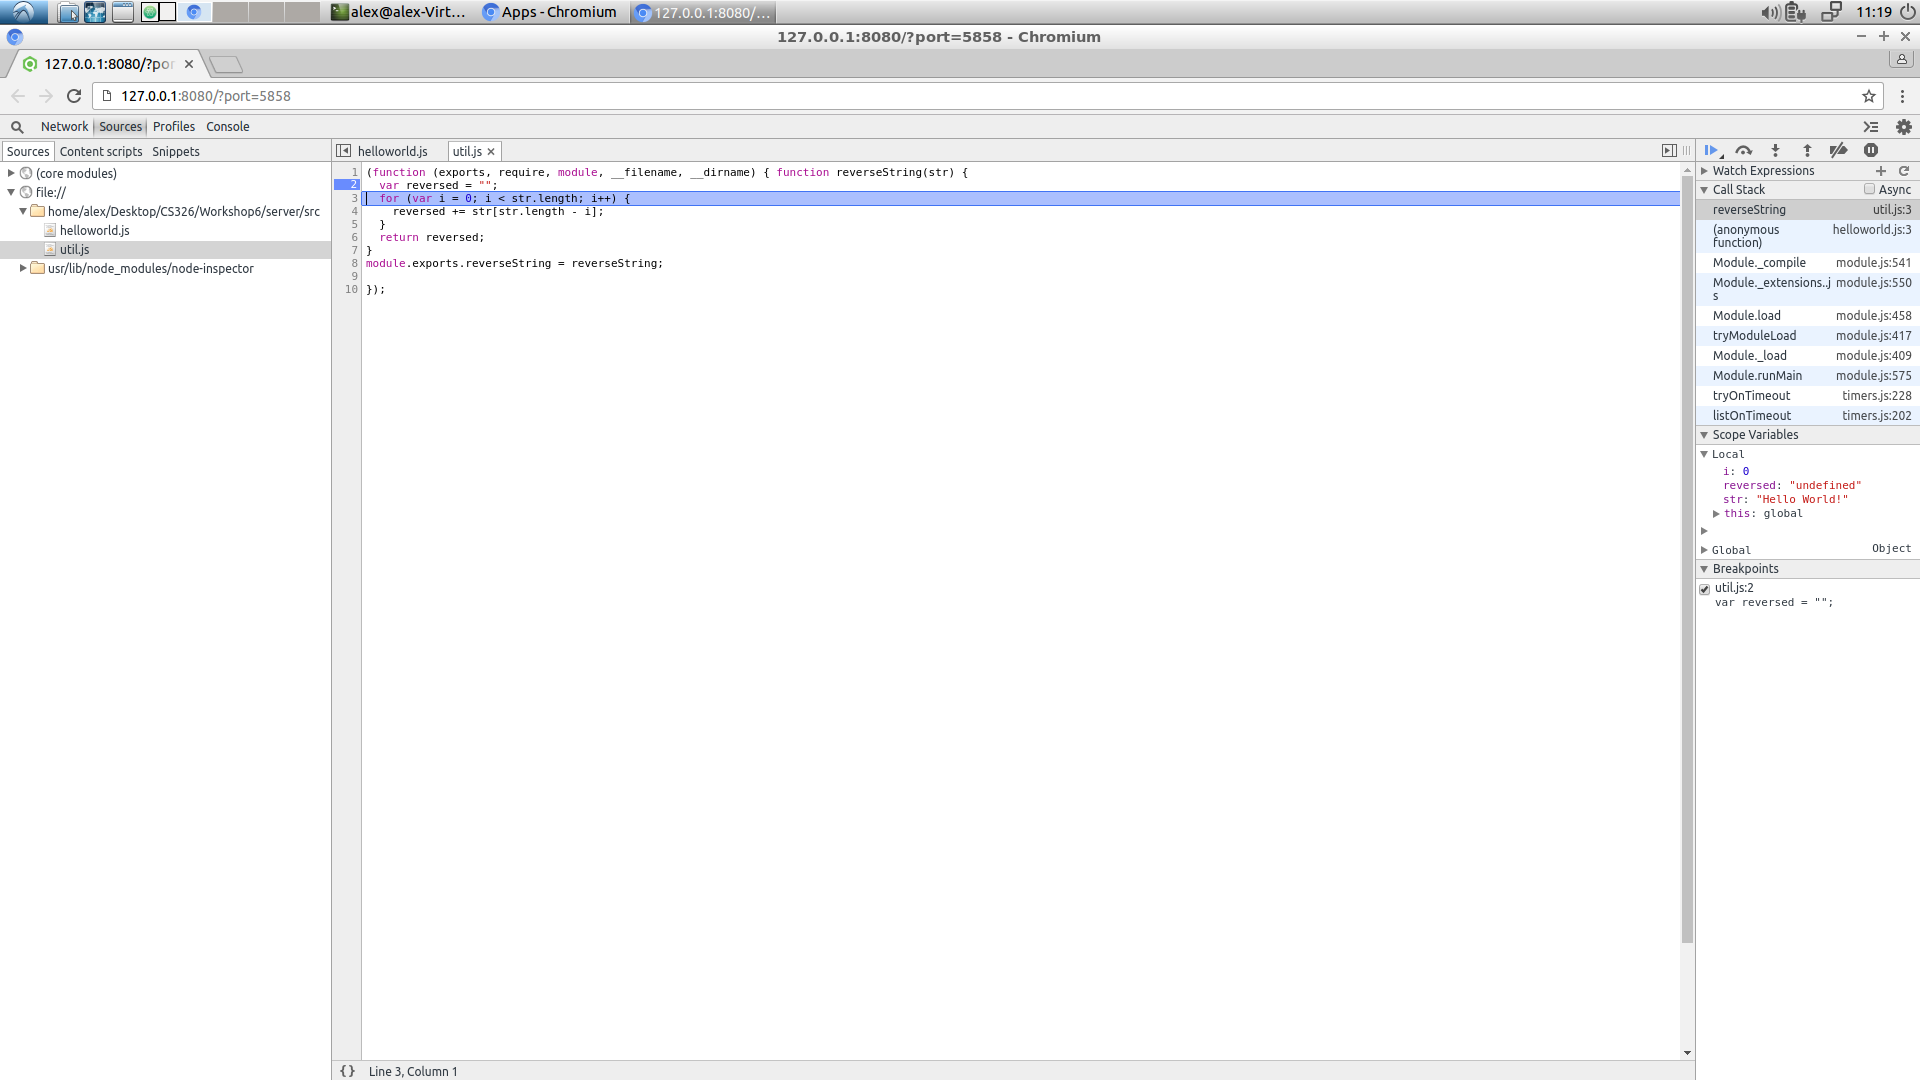 alex@alex-Virt...
Apps - Chromium
127.0.0.1:8080/...
11:19
127.0.0.1:8080/?port=5858 - Chromium
127.0.0.1:8080/?por
127.0.0.1:8080/?port=5858
Network Sources Profiles Console
Sources Content scripts Snippets
(core modules)
file://
home/alex/Desktop/CS326/Workshop6/server/src
helloworld.js
util.js
usr/lib/node_modules/node-inspector
helloworld.js util.js
1 (function (exports, require, module, __filename, __dirname) { function reverseString(str) {
2   var reversed = "";
3   for (var i = 0; i < str.length; i++) {
4     reversed += str[str.length - i];
5   }
6   return reversed;
7 }
8 module.exports.reverseString = reverseString;
9
10 });
{} Line 3, Column 1
Watch Expressions
Call Stack Async
reverseString util.js:3
(anonymous helloworld.js:3
function)
Module._compile module.js:541
Module._extensions..j module.js:550
s
Module.load module.js:458
tryModuleLoad module.js:417
Module._load module.js:409
Module.runMain module.js:575
tryOnTimeout timers.js:228
listOnTimeout timers.js:202
Scope Variables
Local
i: 0
reversed: "undefined"
str: "Hello World!"
this: global
Global Object
Breakpoints
util.js:2
var reversed = "";